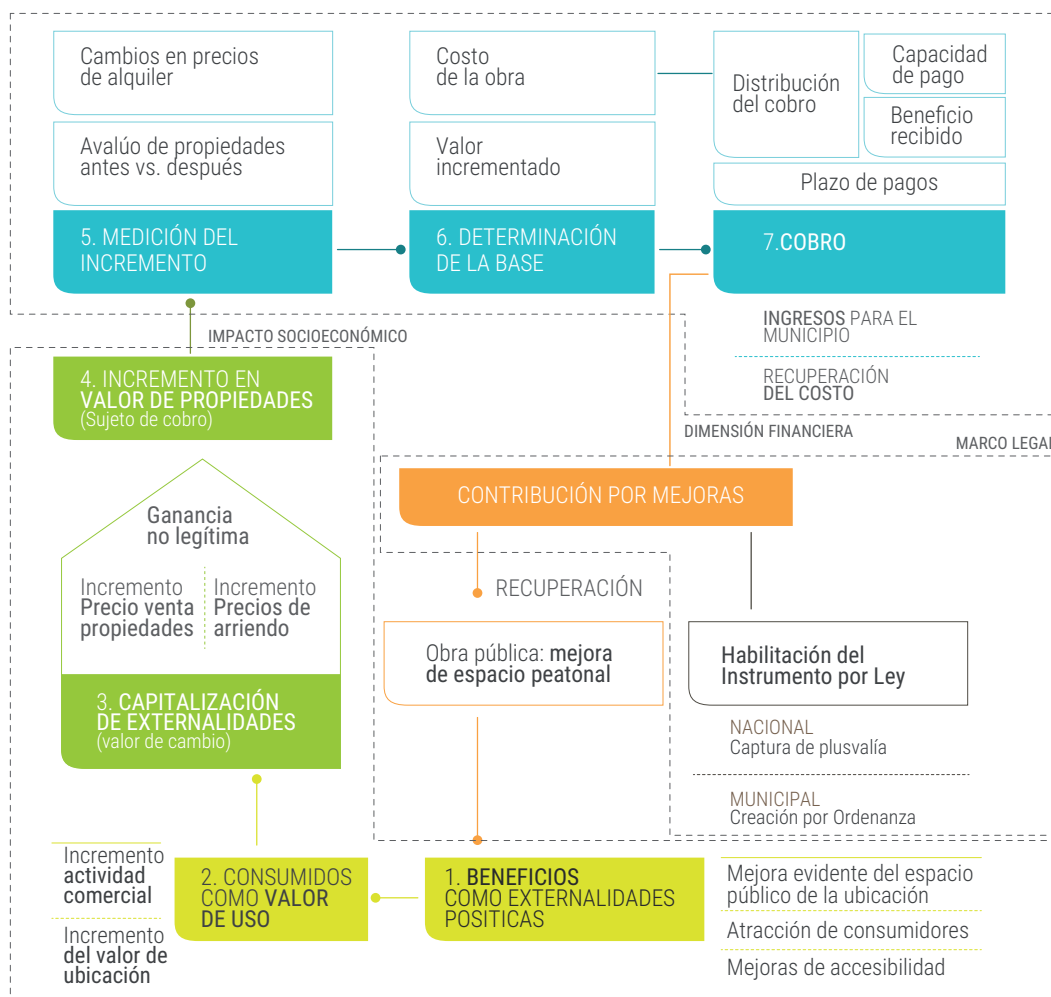 Cambios en precios
de alquiler
Costo
de la obra
Distribución
del cobro
Capacidad
de pago
Beneficio
recibido
Avalúo de propiedades
antes vs. después
Valor
incrementado
Plazo de pagos
5. MEDICIÓN DEL
INCREMENTO
6. DETERMINACIÓN
DE LA BASE
7.COBRO
INGRESOS PARA EL
MUNICIPIO
RECUPERACIÓN
DEL COSTO
IMPACTO SOCIOECONÓMICO
4. INCREMENTO EN
VALOR DE PROPIEDADES
(Sujeto de cobro)
DIMENSIÓN FINANCIERA
MARCO LEGAL
CONTRIBUCIÓN POR MEJORAS
Ganancia
no legítima
Incremento
Precio venta
propiedades
Incremento
Precios de
arriendo
RECUPERACIÓN
Obra pública: mejora
de espacio peatonal
Habilitación del
Instrumento por Ley
3. CAPITALIZACIÓN
DE EXTERNALIDADES
(valor de cambio)
NACIONAL
Captura de plusvalía
MUNICIPAL
Creación por Ordenanza
Incremento
actividad
comercial
Incremento
del valor de
ubicación
2. CONSUMIDOS
COMO VALOR
DE USO
1. BENEFICIOS
COMO EXTERNALIDADES
POSITICAS
Mejora evidente del espacio
público de la ubicación
Atracción de consumidores
Mejoras de accesibilidad